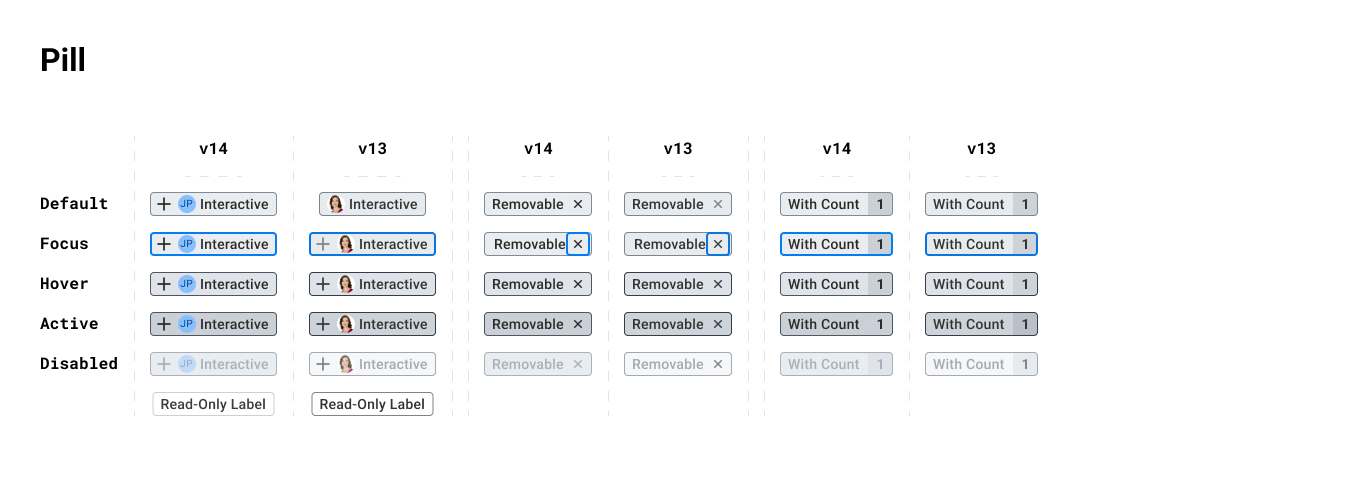 Pill
v14 v13 v14 v13 v14 v13
Default JP Interactive Interactive Removable Removable With Count 1 With Count 1
Focus JP Interactive Interactive Removable Removable With Count 1 With Count 1
Hover JP Interactive Interactive Removable Removable With Count 1 With Count 1
Active JP Interactive Interactive Removable Removable With Count 1 With Count 1
Disabled JP Interactive Interactive Removable Removable With Count 1 With Count 1
Read-Only Label Read-Only Label